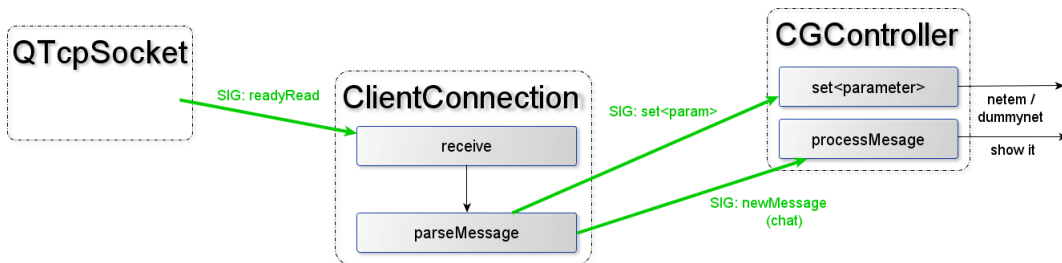 QTcpSocket
SIG: readyRead
ClientConnection
receive
parseMessage
SIG: set<param>
SIG: newMessage
(chat)
CGController
set<parameter>
processMesage
netem /
dummynet
show it